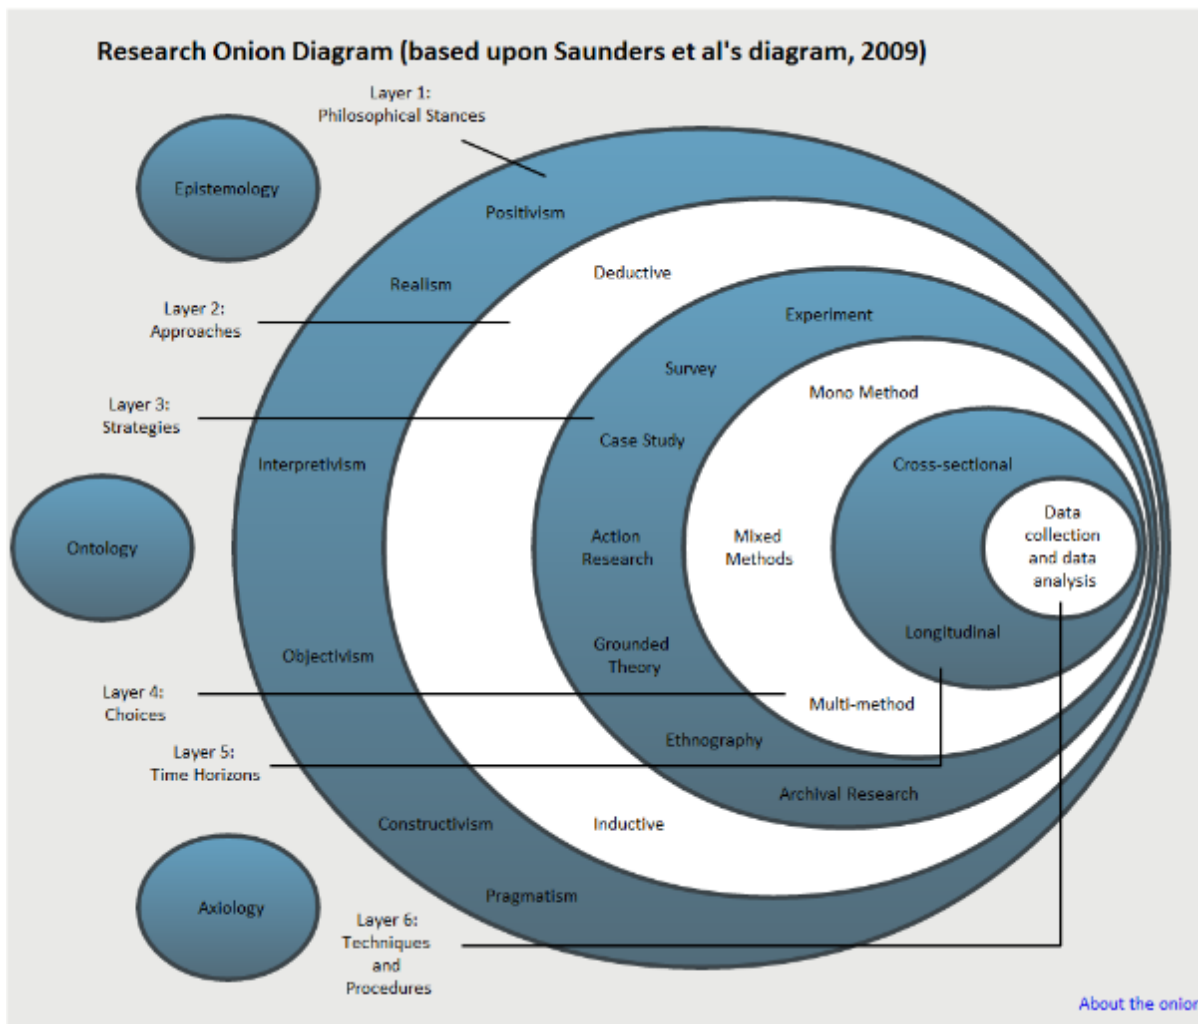 Research Onion Diagram (based upon Saunders et al's diagram, 2009)
Layer 1:
Philosophical Stances
Epistemology
Positivism
Deductive
Realism
Layer 2:
Approaches
Experiment
Survey
Mono Method
Layer 3:
Strategies
Case Study
Interpretivism
Cross-sectional
Data
collection
and data
analysis
Ontology
Action
Research
Mixed
Methods
Longitudinal
Grounded
Theory
Objectivism
Layer 4:
Choices
Multi-method
Ethnography
Layer 5:
Time Horizons
Archival Research
Constructivism
Inductive
Pragmatism
Axiology
Layer 6:
Techniques
and
Procedures
About the onion